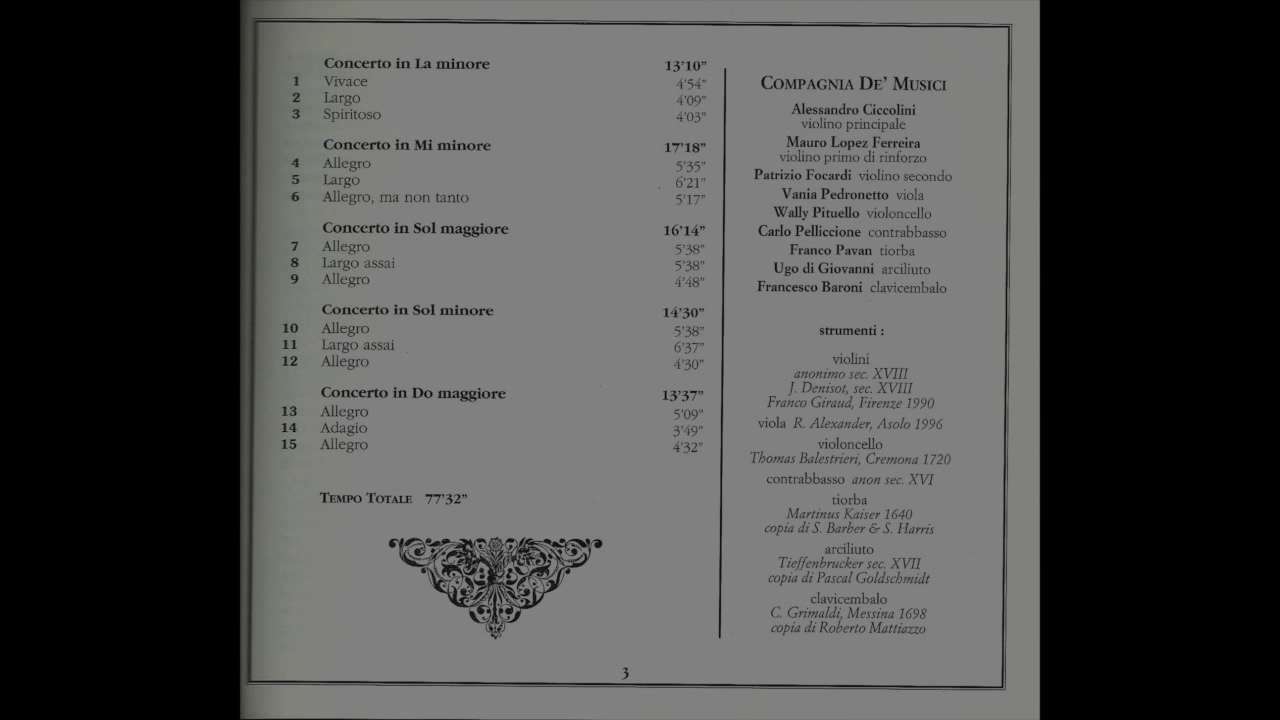 Concerto in La minore 13'10"
1 Vivace 4'54"
2 Largo 4'09"
3 Spiritoso 4'03"
Concerto in Mi minore 17'18"
4 Allegro 5'35"
5 Largo 6'21"
6 Allegro, ma non tanto 5'17"
Concerto in Sol maggiore 16'14"
7 Allegro 5'38"
8 Largo assai 5'38"
9 Allegro 4'48"
Concerto in Sol minore 14'30"
10 Allegro 5'38"
11 Largo assai 6'37"
12 Allegro 4'30"
Concerto in Do maggiore 13'37"
13 Allegro 5'09"
14 Adagio 3'49"
15 Allegro 4'32"
TEMPO TOTALE 77'32"
COMPAGNIA DE' MUSICI
Alessandro Ciccolini
violino principale
Mauro Lopez Ferreira
violino primo di rinforzo
Patrizio Focardi violino secondo
Vania Pedronetto viola
Wally Pituello violoncello
Carlo Pelliccione contrabbasso
Franco Pavan tiorba
Ugo di Giovanni arciliuto
Francesco Baroni clavicembalo
strumenti :
violini
anonimo sec. XVIII
J. Denisot, sec. XVIII
Franco Giraud, Firenze 1990
viola R. Alexander, Asolo 1996
violoncello
Thomas Balestrieri, Cremona 1720
contrabbasso anon sec. XVI
tiorba
Martinus Kaiser 1640
copia di S. Barber & S. Harris
arciliuto
Tieffenbrucker sec. XVII
copia di Pascal Goldschmidt
clavicembalo
C. Grimaldi, Messina 1698
copia di Roberto Mattiazzo
3